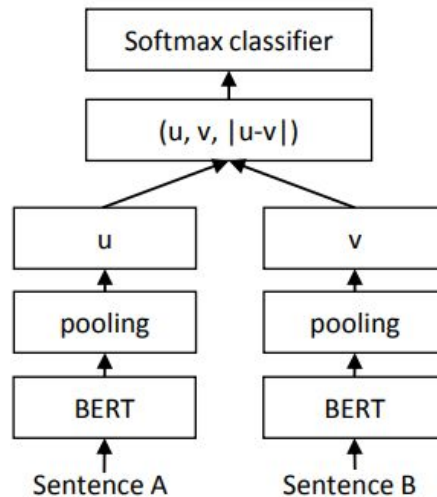 Softmax classifier
(u, v, |u-v|)
u v
pooling pooling
BERT BERT
Sentence A Sentence B